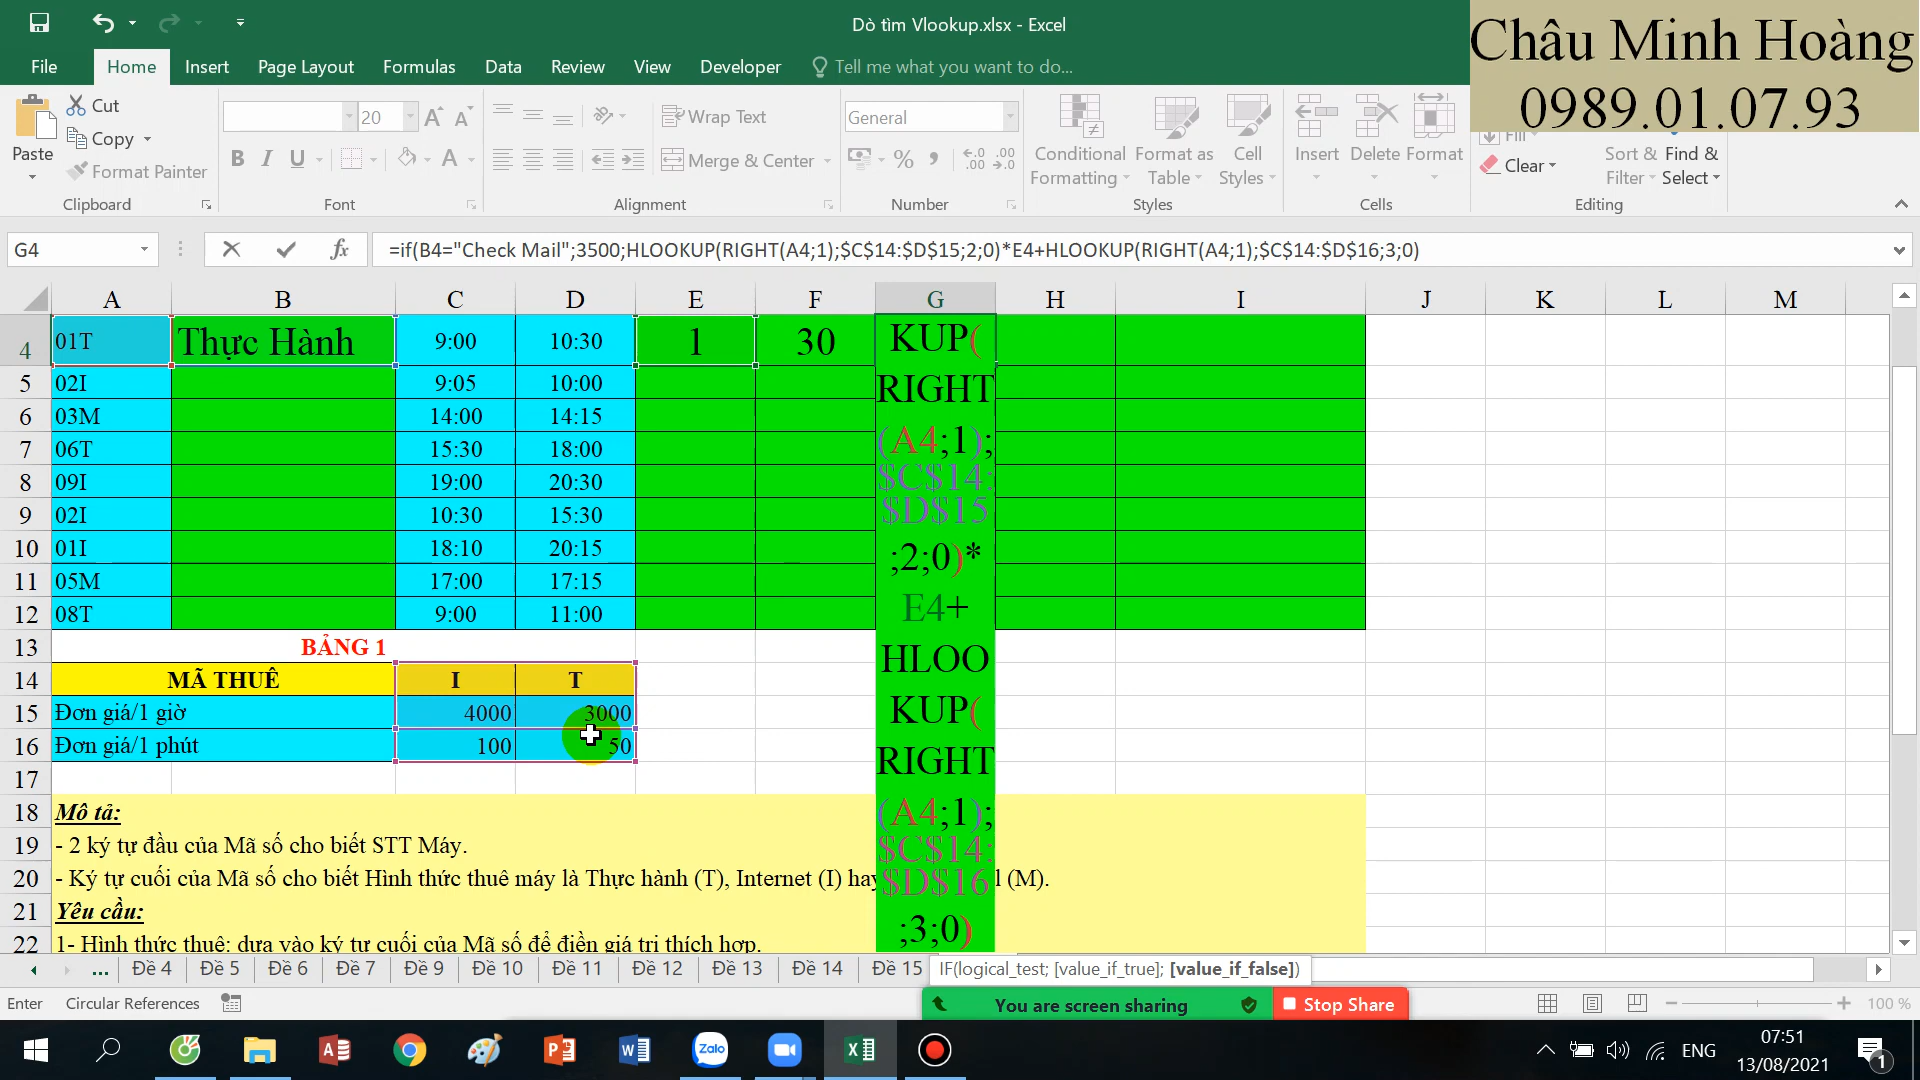 Dò tìm Vlookup.xlsx - Excel
Châu Minh Hoàng
0989.01.07.93
File Home Insert Page Layout Formulas Data Review View Developer Tell me what you want to do...
Cut
Copy
Format Painter
Paste
Clipboard
20
B I U
Font
Wrap Text
Merge & Center
Alignment
General
Number
Conditional Formatting
Format as Table
Cell Styles
Styles
Insert Delete Format
Cells
Fill
Clear
Sort & Filter
Find & Select
Editing
G4
=if(B4="Check Mail";3500;HLOOKUP(RIGHT(A4;1);$C$14:$D$15;2;0)*E4+HLOOKUP(RIGHT(A4;1);$C$14:$D$16;3;0)
A B C D E F G H I J K L M
4 01T Thực Hành 9:00 10:30 1 30
5 02I 9:05 10:00
6 03M 14:00 14:15
7 06T 15:30 18:00
8 09I 19:00 20:30
9 02I 10:30 15:30
10 01I 18:10 20:15
11 05M 17:00 17:15
12 08T 9:00 11:00
KUP(
RIGHT
(A4;1);
$C$14:
$D$15
;2;0)*
E4+
HLOO
KUP(
RIGHT
(A4;1);
$C$14:
$D$16
;3;0)
13 BẢNG 1
14 MÃ THUÊ I T
15 Đơn giá/1 giờ 4000 3000
16 Đơn giá/1 phút 100 50
17
18 Mô tả:
19 - 2 ký tự đầu của Mã số cho biết STT Máy.
20 - Ký tự cuối của Mã số cho biết Hình thức thuê máy là Thực hành (T), Internet (I) hay l (M).
21 Yêu cầu:
22 1- Hình thức thuê: dựa vào ký tự cuối của Mã số để điền giá trị thích hợp.
... Đề 4 Đề 5 Đề 6 Đề 7 Đề 9 Đề 10 Đề 11 Đề 12 Đề 13 Đề 14 Đề 15
IF(logical_test; [value_if_true]; [value_if_false])
Enter Circular References
You are screen sharing
Stop Share
100 %
Zalo
ENG
07:51
13/08/2021
1